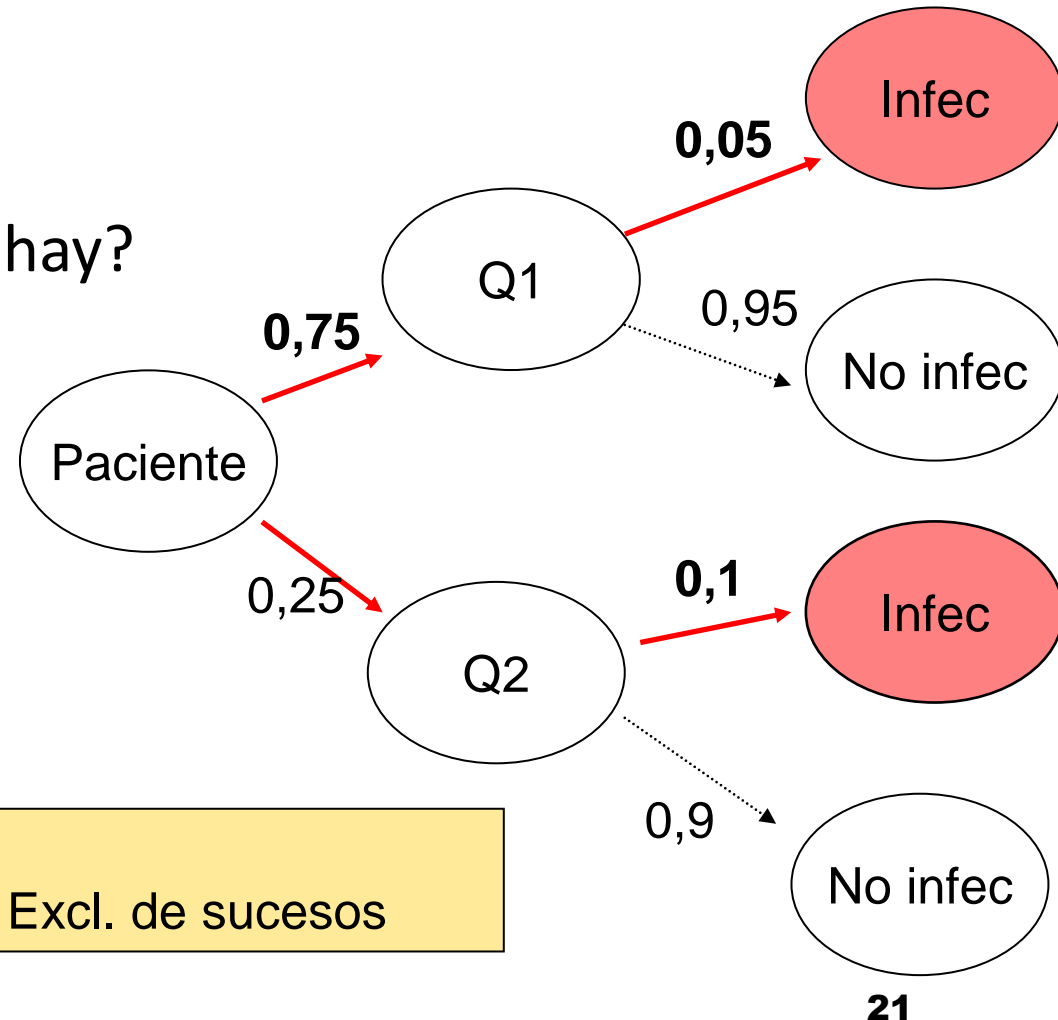 Infec
0,05
hay?
Q1
0,95
0,75
No infec
Paciente
0,1
0,25
Infec
Q2
0,9
No infec
Excl. de sucesos
21